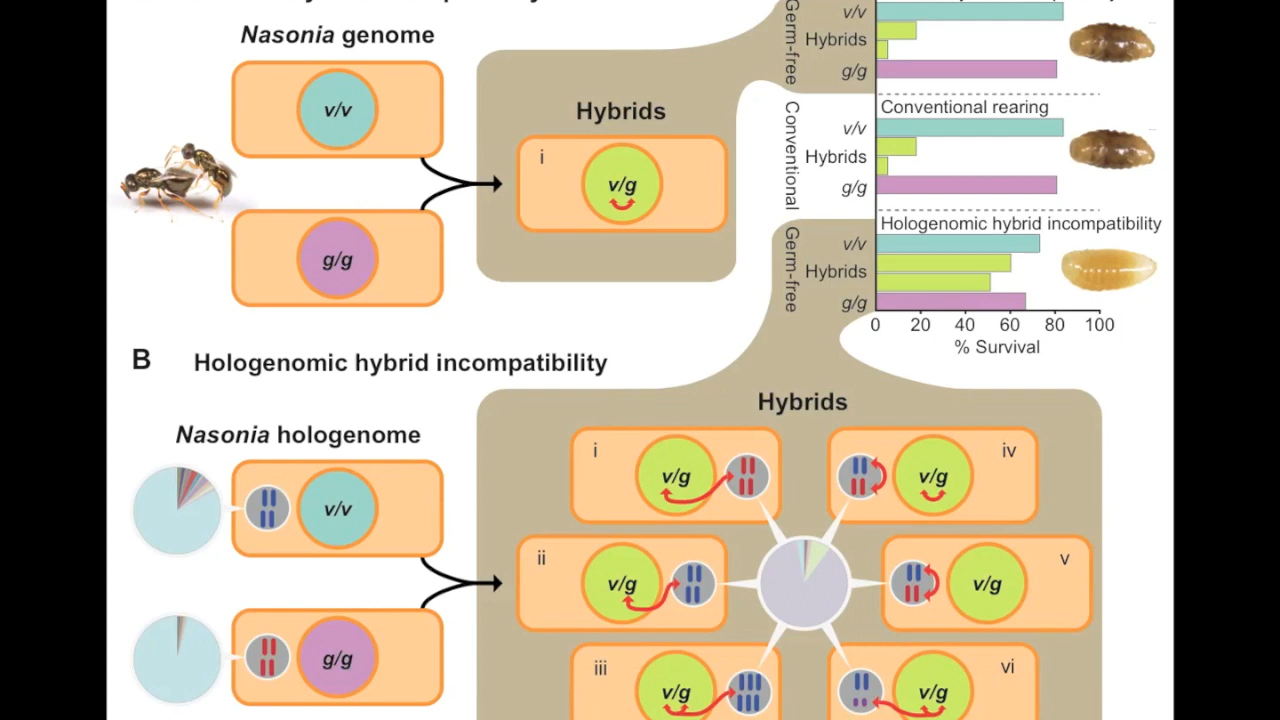 Nasonia genome
v/v
g/g
Hybrids
i
v/g
Germ-free
v/v
Hybrids
g/g
Conventional rearing
Conventional
v/v
Hybrids
g/g
Hologenomic hybrid incompatibility
Germ-free
v/v
Hybrids
g/g
0 20 40 60 80 100
% Survival
B Hologenomic hybrid incompatibility
Nasonia hologenome
v/v
g/g
Hybrids
i
v/g
iv
v/g
ii
v/g
v
v/g
iii
v/g
vi
v/g